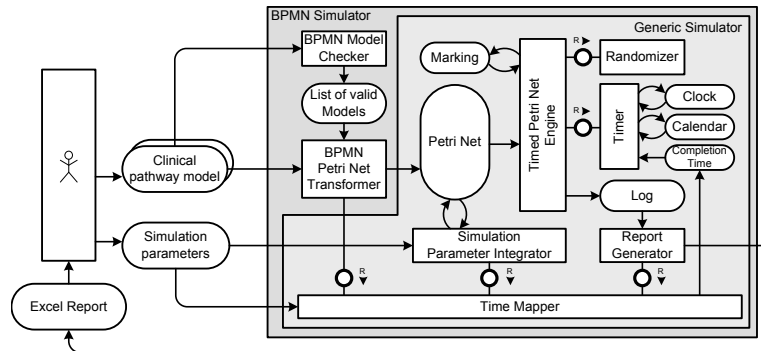 BPMN Simulator
Generic Simulator
BPMN Model
Checker
Marking
R
Randomizer
List of valid
Models
Timed Petri Net
Engine
R
Timer
Clock
Calendar
Completion
Time
Clinical
pathway model
BPMN
Petri Net
Transformer
Petri Net
Log
Simulation
parameters
Simulation
Parameter Integrator
Report
Generator
R
R
R
Excel Report
Time Mapper